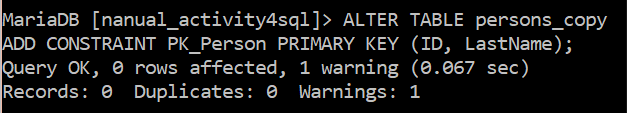 MariaDB [nanual_activity4sql]> ALTER TABLE persons_copy
ADD CONSTRAINT PK_Person PRIMARY KEY (ID, LastName);
Query OK, 0 rows affected, 1 warning (0.067 sec)
Records: 0  Duplicates: 0  Warnings: 1